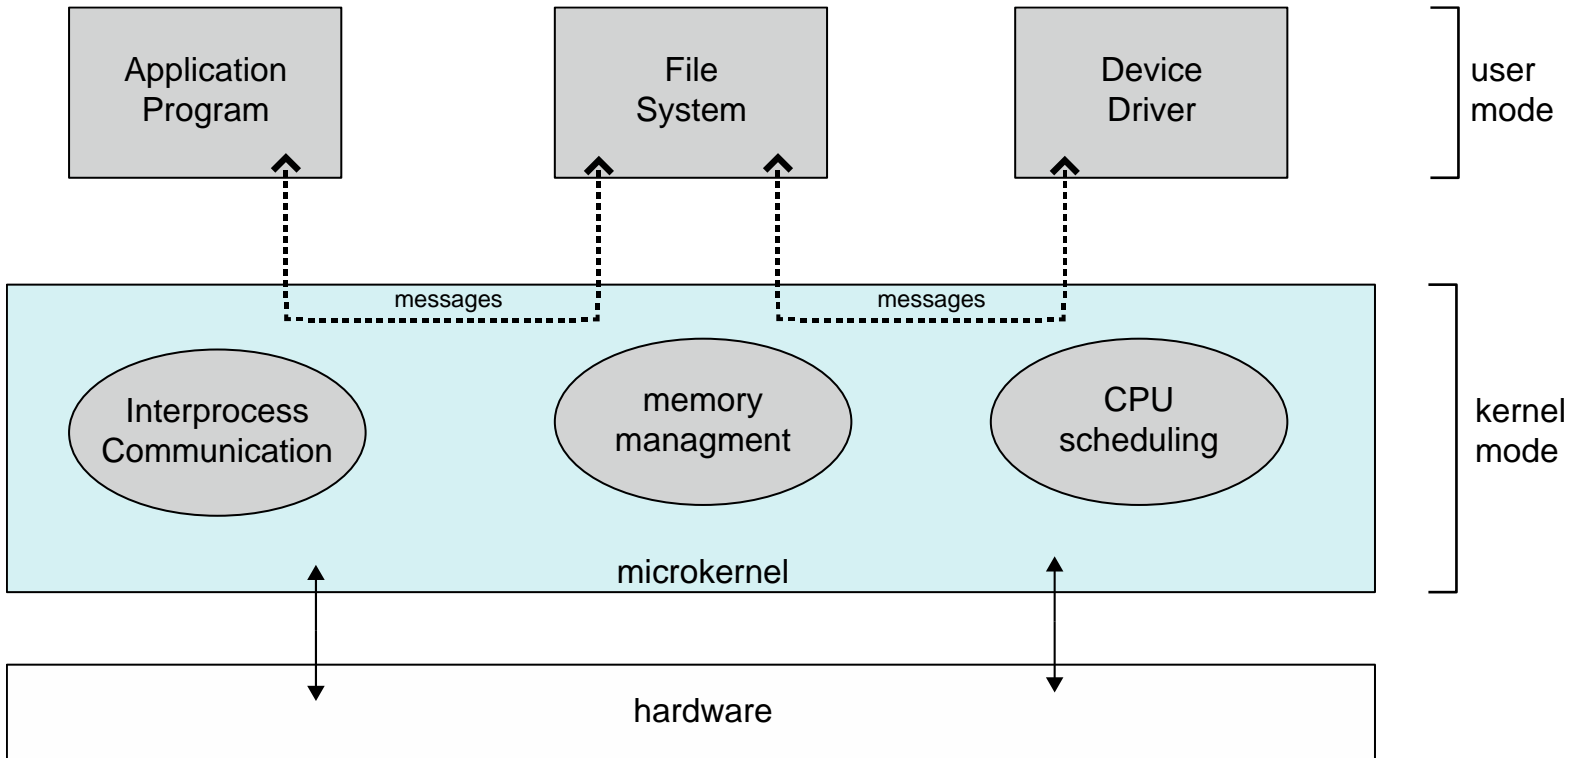 Application
Program
File
System
Device
Driver
user
mode
messages
messages
Interprocess
Communication
memory
managment
CPU
scheduling
kernel
mode
microkernel
hardware